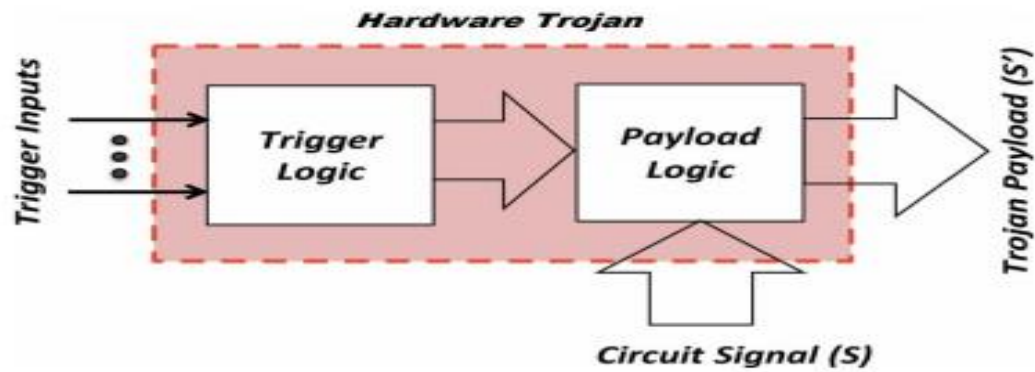 Hardware Trojan
Trigger Inputs
Trigger
Logic
Payload
Logic
Trojan Payload (S')
Circuit Signal (S)